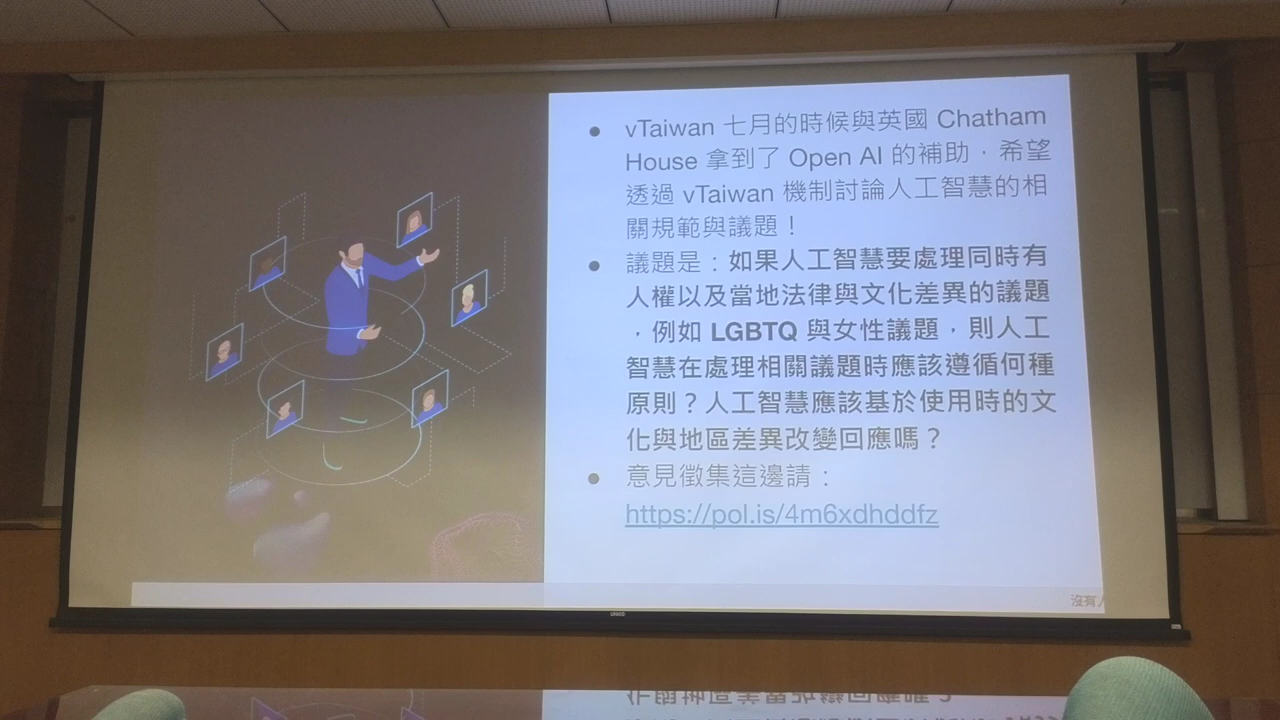 • vTaiwan 七月的時候與英國 Chatham
House 拿到了 Open AI 的補助，希望
透過 vTaiwan 機制討論人工智慧的相
關規範與議題！
• 議題是：如果人工智慧要處理同時有
人權以及當地法律與文化差異的議題
，例如 LGBTQ 與女性議題，則人工
智慧在處理相關議題時應該遵循何種
原則？人工智慧應該基於使用時的文
化與地區差異改變回應嗎？
• 意見徵集這邊請：
https://pol.is/4m6xdhddfz
沒有